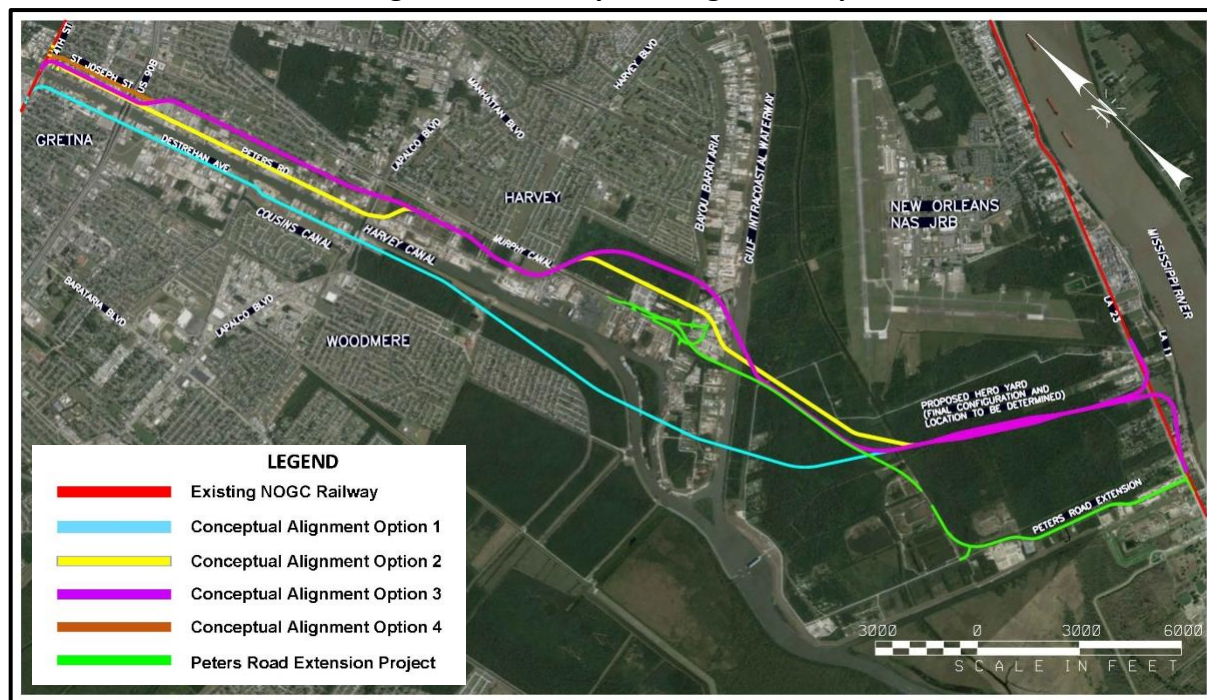 4TH ST
ST JOSEPH ST
US 90B
GRETNA
DESTREHAN AVE
PETERS RD
LAPALCO BLVD
MANHATTAN BLVD
HARVEY BLVD
HARVEY
BAYOU BARATARIA
GULF INTRACOASTAL WATERWAY
NEW ORLEANS
NAS JRB
N
MISSISSIPPI RIVER
LA 23
LA 11
COUSINS CANAL
HARVEY CANAL
MURPHY CANAL
BARATARIA BLVD
LAPALCO BLVD
WOODMERE
PROPOSED HERO YARD
(FINAL CONFIGURATION AND
LOCATION TO BE DETERMINED)
PETERS ROAD EXTENSION
LEGEND
Existing NOGC Railway
Conceptual Alignment Option 1
Conceptual Alignment Option 2
Conceptual Alignment Option 3
Conceptual Alignment Option 4
Peters Road Extension Project
3000 0 3000 6000
SCALE IN FEET